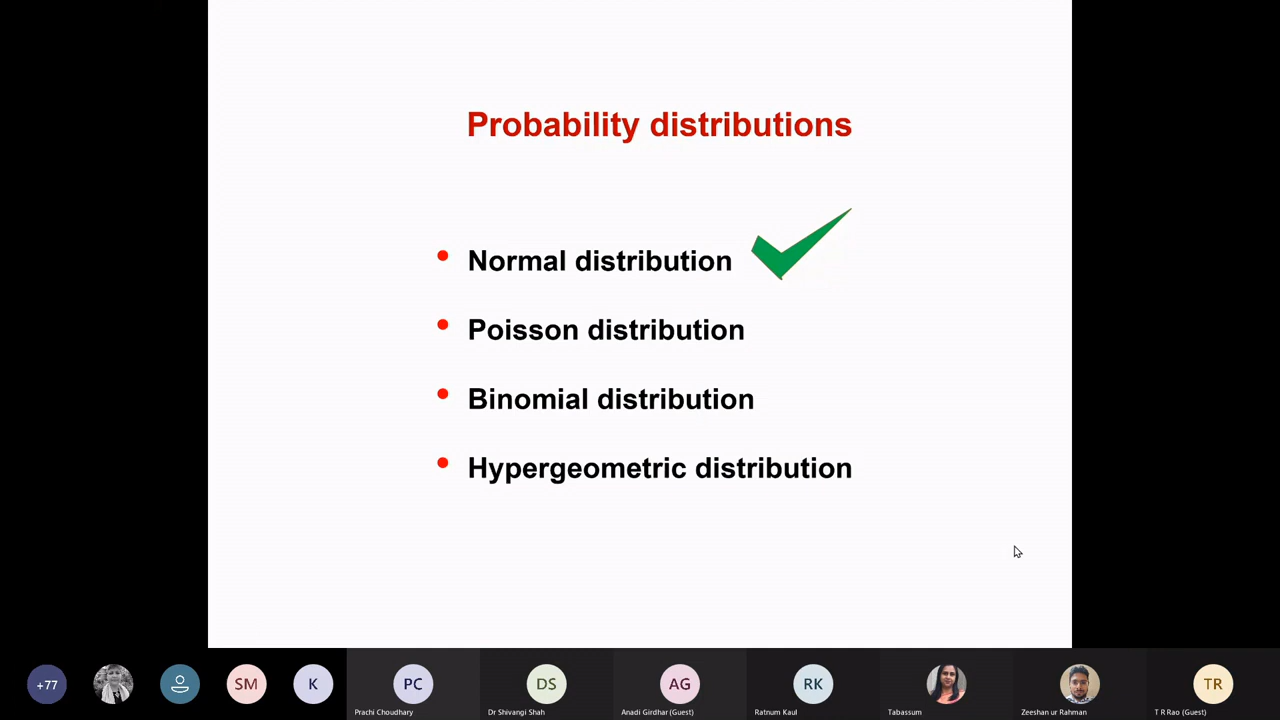 Probability distributions
• Normal distribution
• Poisson distribution
• Binomial distribution
• Hypergeometric distribution
+77
SM
K
PC
DS
AG
RK
TR
Prachi Choudhary
Dr Shivangi Shah
Anadi Girdhar (Guest)
Ratnum Kaul
Tabassum
Zeeshan ur Rahman
T R Rao (Guest)